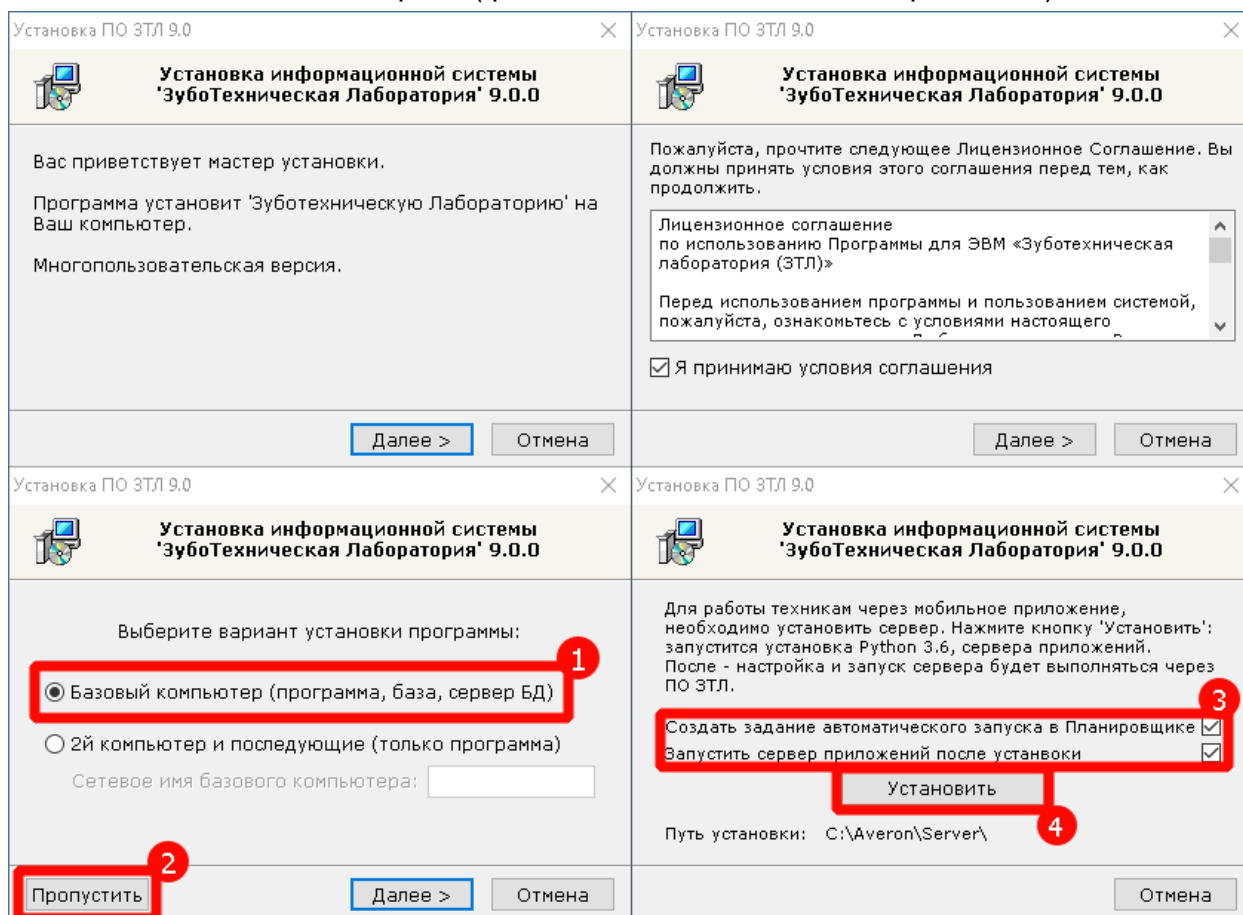 Установка ПО ЗТЛ 9.0
Установка информационной системы
'ЗубоТехническая Лаборатория' 9.0.0
Вас приветствует мастер установки.
Программа установит 'Зуботехническую Лабораторию' на
Ваш компьютер.
Многопользовательская версия.
Далее >
Отмена
Установка ПО ЗТЛ 9.0
Установка информационной системы
'ЗубоТехническая Лаборатория' 9.0.0
Пожалуйста, прочтите следующее Лицензионное Соглашение. Вы
должны принять условия этого соглашения перед тем, как
продолжить.
Лицензионное соглашение
по использованию Программы для ЭВМ «Зуботехническая
лаборатория (ЗТЛ)»
Перед использованием программы и пользованием системой,
пожалуйста, ознакомьтесь с условиями настоящего
Я принимаю условия соглашения
Далее >
Отмена
Установка ПО ЗТЛ 9.0
Установка информационной системы
'ЗубоТехническая Лаборатория' 9.0.0
Выберите вариант установки программы:
1
Базовый компьютер (программа, база, сервер БД)
2й компьютер и последующие (только программа)
Сетевое имя базового компьютера:
2
Пропустить
Далее >
Отмена
Установка ПО ЗТЛ 9.0
Установка информационной системы
'ЗубоТехническая Лаборатория' 9.0.0
Для работы техникам через мобильное приложение,
необходимо установить сервер. Нажмите кнопку 'Установить':
запустится установка Python 3.6, сервера приложений.
После - настройка и запуск сервера будет выполняться через
ПО ЗТЛ.
3
Создать задание автоматического запуска в Планировщике
Запустить сервер приложений после устанвоки
Установить
4
Путь установки: C:\Averon\Server\
Отмена